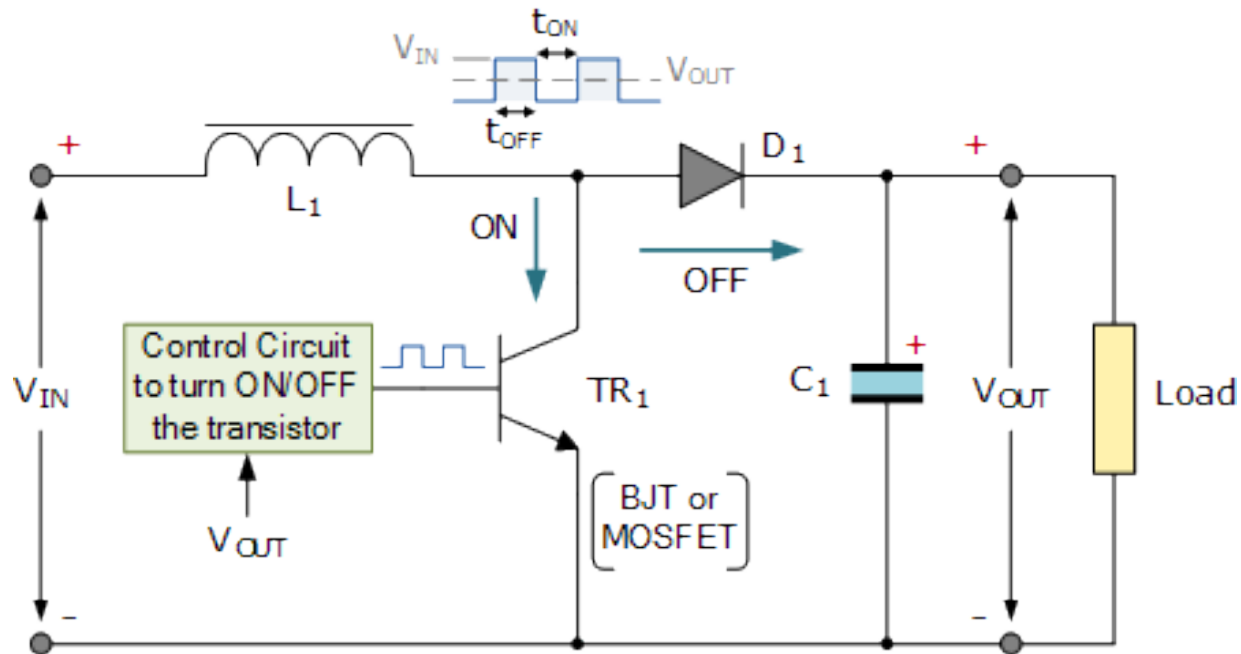 tON
VIN
VOUT
tOFF
+
L1
D1
+
ON
OFF
Control Circuit
to turn ON/OFF
the transistor
VIN
TR1
C1
+
VOUT
Load
VOUT
BJT or
MOSFET
-
-